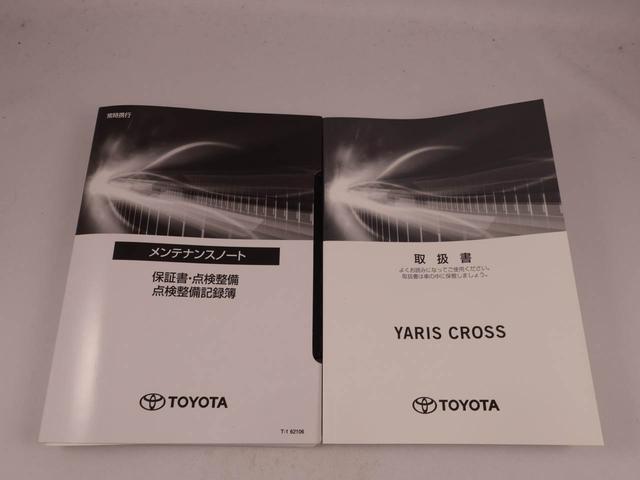 常時携行
メンテナンスノート
保証書・点検整備
点検整備記録簿
TOYOTA
T-1 62106
取扱書
よくお読みになってご使用ください。
取扱書は車の中に保管しましょう。
YARIS CROSS
TOYOTA